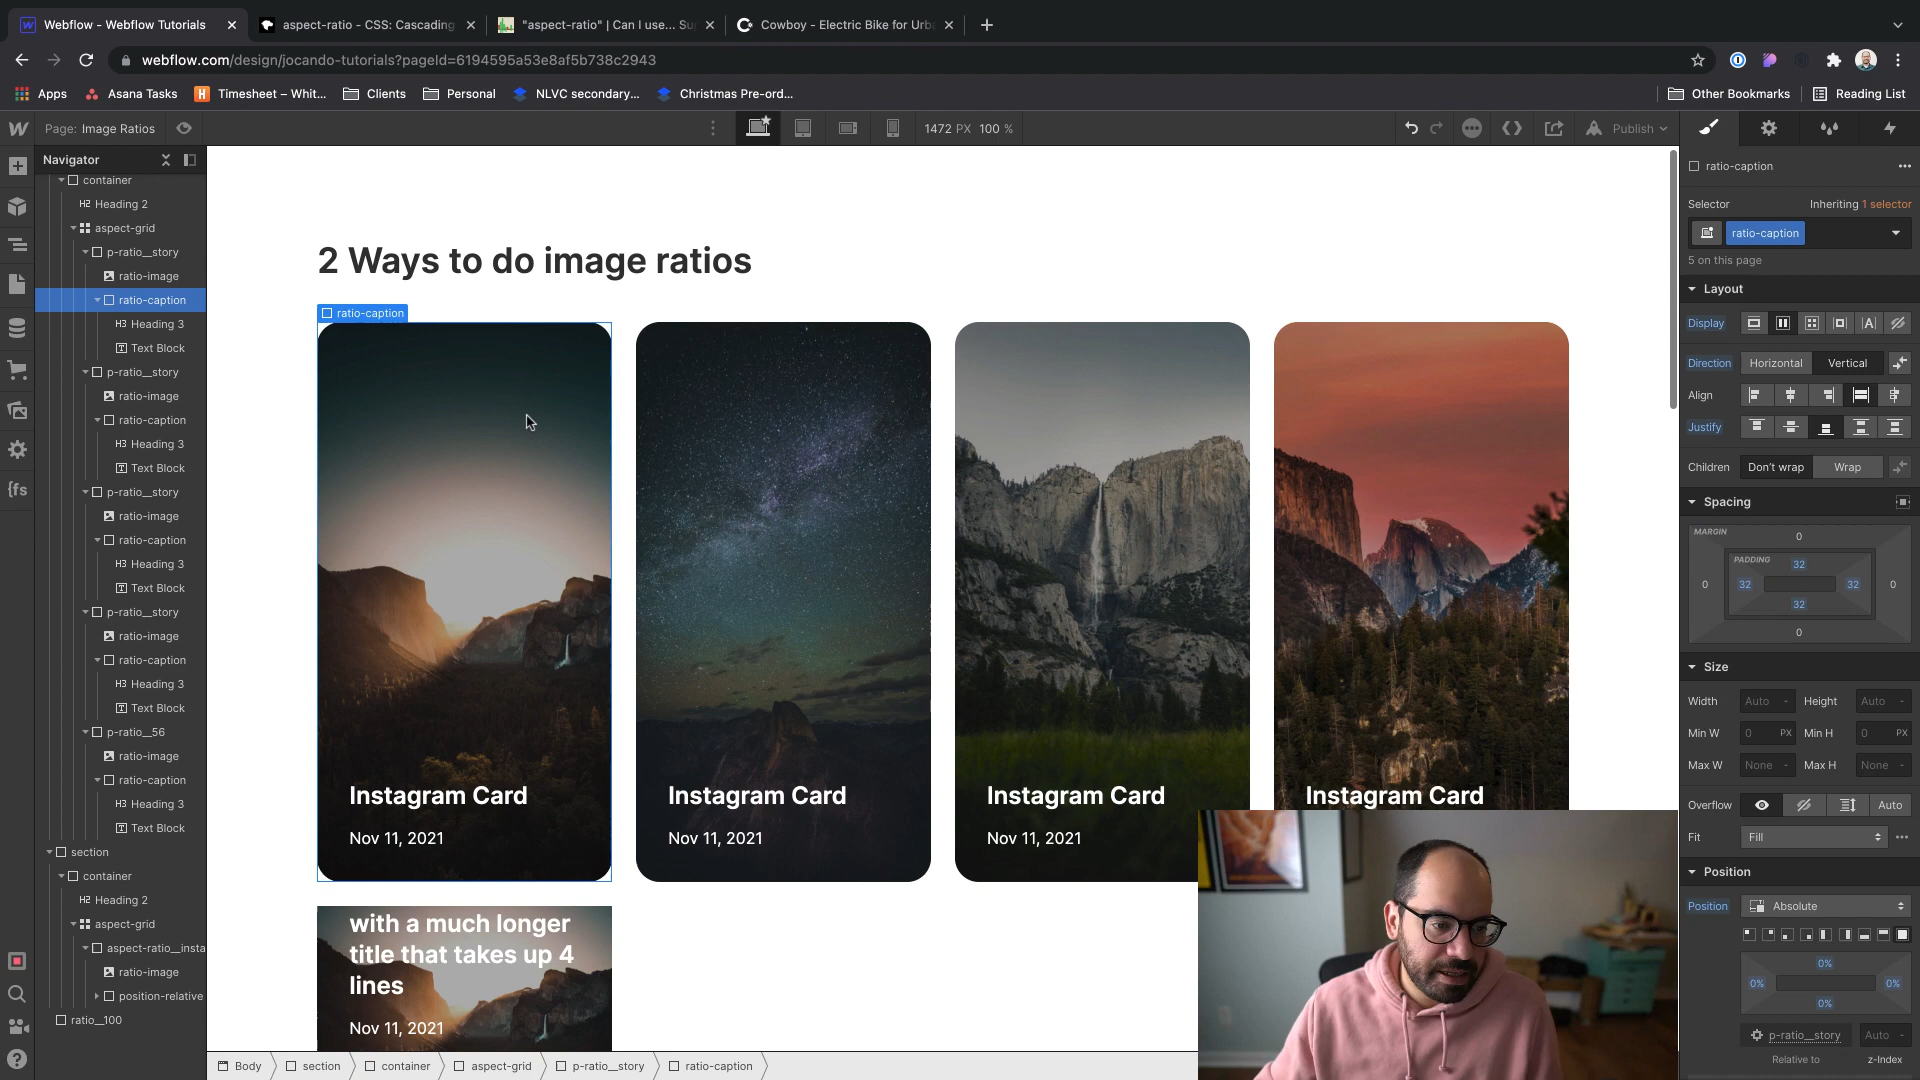 Webflow - Webflow Tutorials
aspect-ratio - CSS: Cascading
"aspect-ratio" | Can I use... Su
Cowboy - Electric Bike for Urb
webflow.com/design/jocando-tutorials?pageId=6194595a53e8af5b738c2943
Apps
Asana Tasks
Timesheet – Whit...
Clients
Personal
NLVC secondary...
Christmas Pre-ord...
Other Bookmarks
Reading List
Page: Image Ratios
1472 PX 100 %
Publish
Navigator
container
H2 Heading 2
aspect-grid
p-ratio__story
ratio-image
ratio-caption
H3 Heading 3
Text Block
p-ratio__story
ratio-image
ratio-caption
H3 Heading 3
Text Block
p-ratio__story
ratio-image
ratio-caption
H3 Heading 3
Text Block
p-ratio__story
ratio-image
ratio-caption
H3 Heading 3
Text Block
p-ratio__56
ratio-image
ratio-caption
H3 Heading 3
Text Block
section
container
H2 Heading 2
aspect-grid
aspect-ratio__insta
ratio-image
position-relative
ratio__100
2 Ways to do image ratios
ratio-caption
Instagram Card
Nov 11, 2021
Instagram Card
Nov 11, 2021
Instagram Card
Nov 11, 2021
Instagram Card
with a much longer
title that takes up 4
lines
Nov 11, 2021
Body
section
container
aspect-grid
p-ratio__story
ratio-caption
ratio-caption
Selector
Inheriting 1 selector
ratio-caption
5 on this page
Layout
Display
Direction
Horizontal
Vertical
Align
Justify
Children
Don't wrap
Wrap
Spacing
MARGIN
0
PADDING
32
0
32
32
0
32
0
Size
Width
Auto -
Height
Auto -
Min W
0 PX
Min H
0 PX
Max W
None -
Max H
None -
Overflow
Auto
Fit
Fill
Position
Position
Absolute
0%
0%
0%
0%
p-ratio__story
Auto -
Relative to
z-Index